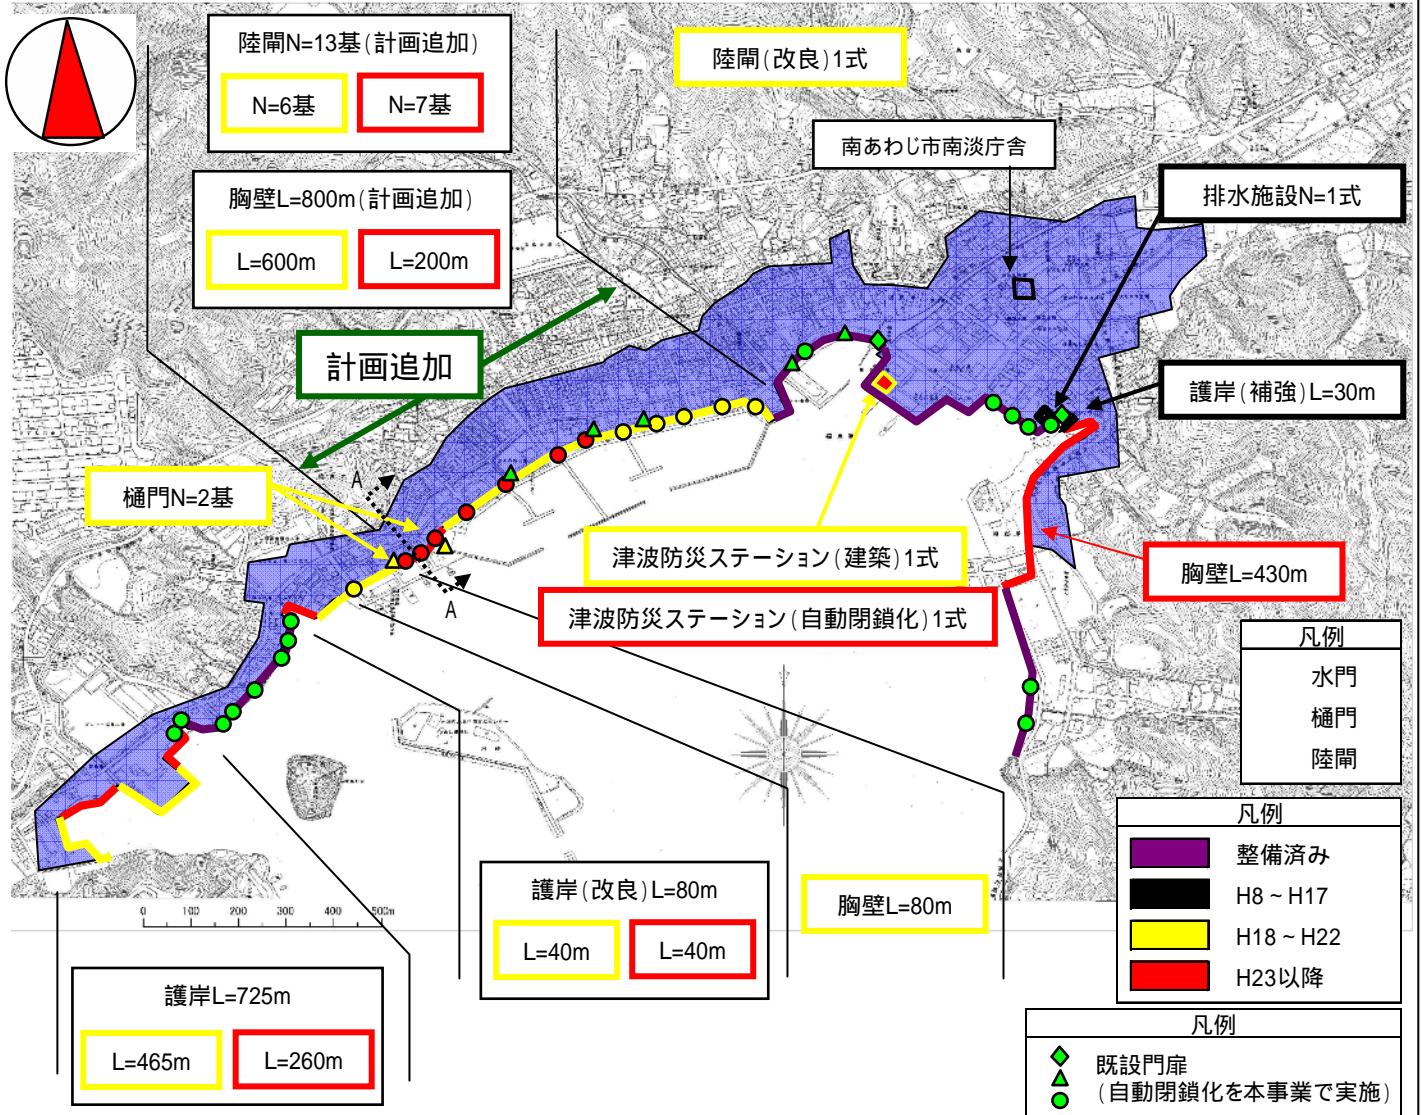 陸閘N=13基(計画追加)
N=6基
N=7基
陸閘(改良)1式
南あわじ市南淡庁舎
胸壁L=800m(計画追加)
L=600m
L=200m
排水施設N=1式
計画追加
護岸(補強)L=30m
樋門N=2基
A
A
津波防災ステーション(建築)1式
津波防災ステーション(自動閉鎖化)1式
胸壁L=430m
凡例
水門
樋門
陸閘
凡例
整備済み
H8~H17
H18~H22
H23以降
護岸(改良)L=80m
L=40m
L=40m
胸壁L=80m
0 100 200 300 400 500m
護岸L=725m
L=465m
L=260m
凡例
既設門扉
(自動閉鎖化を本事業で実施)